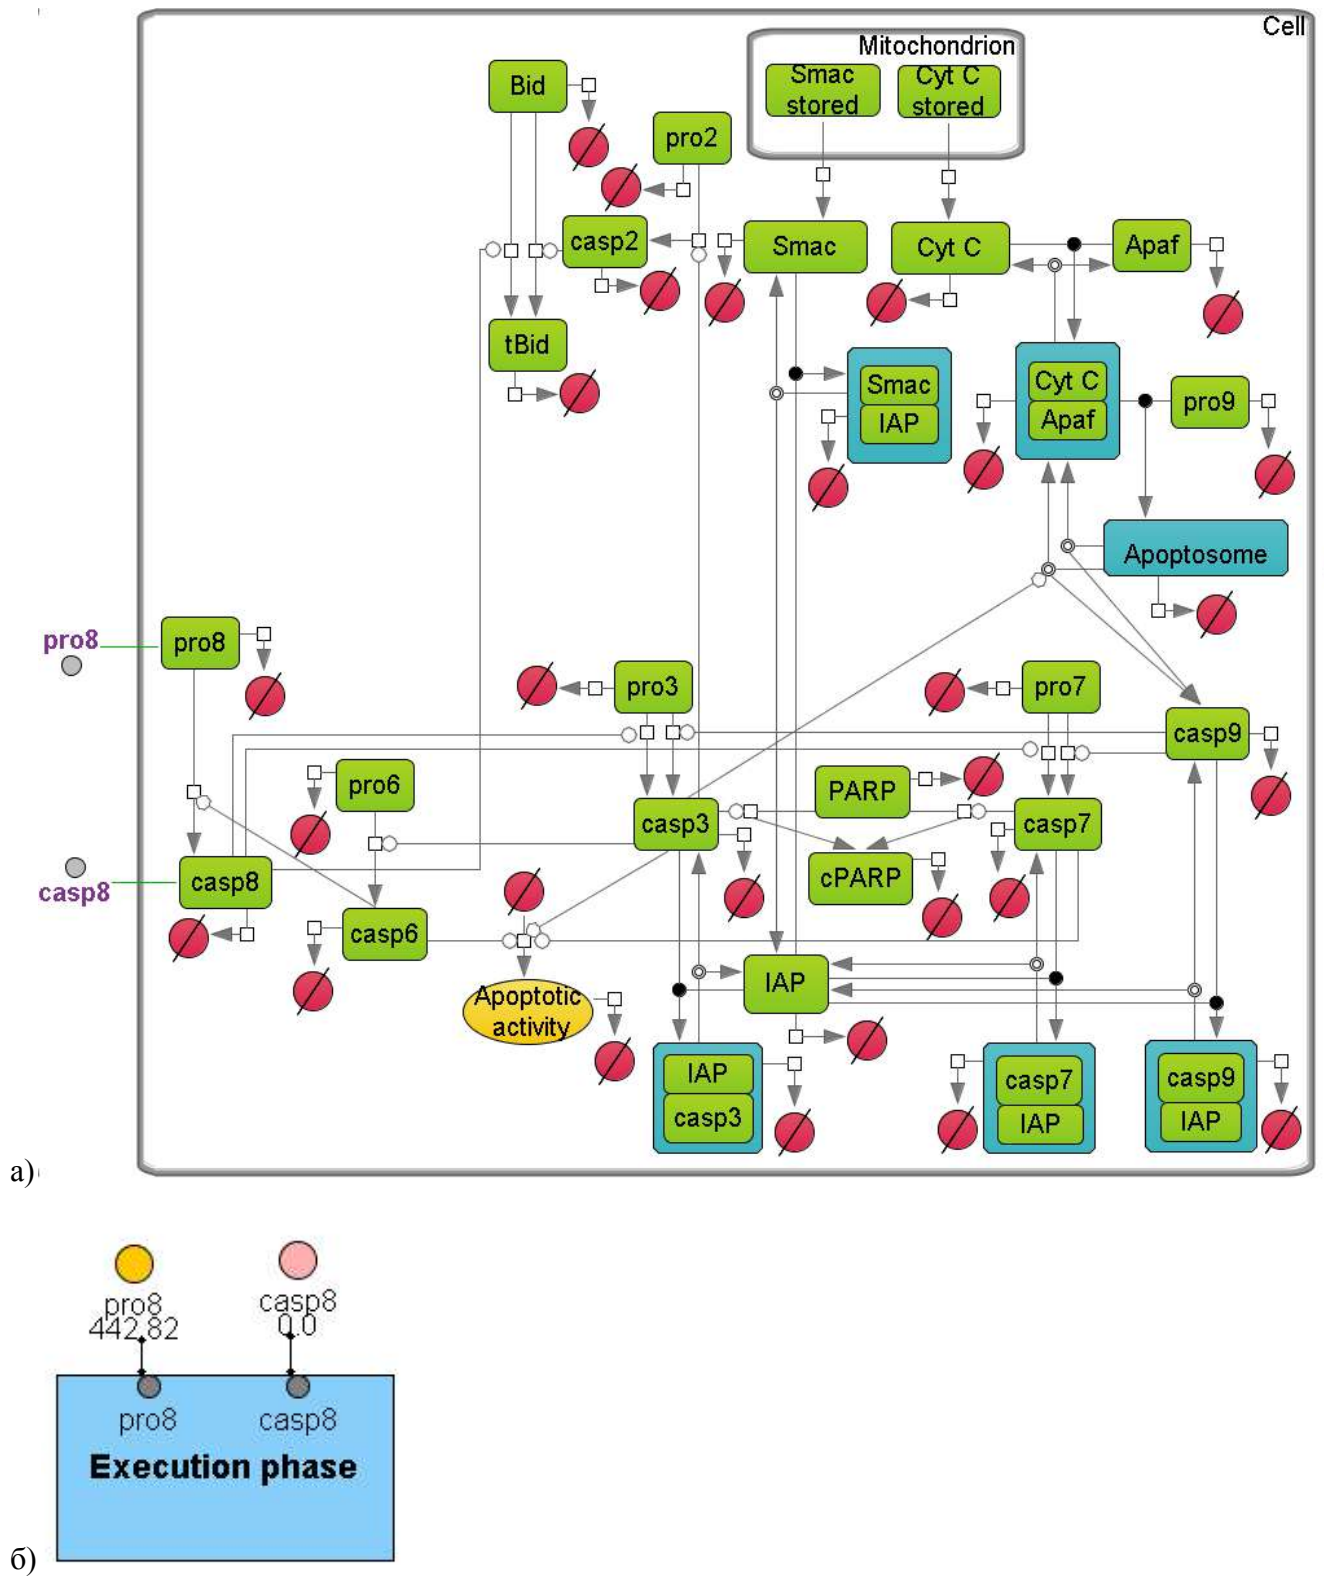 Cell
Mitochondrion
Smac
stored
Cyt C
stored
Bid
pro2
casp2
Smac
Cyt C
Apaf
tBid
Smac
IAP
Cyt C
Apaf
pro9
Apoptosome
pro8
pro8
pro3
pro7
casp9
pro6
PARP
casp3
casp7
casp8
casp8
cPARP
casp6
IAP
Apoptotic
activity
IAP
casp3
casp7
IAP
casp9
IAP
а)
pro8
442.82
casp8
0.0
pro8
casp8
Execution phase
б)